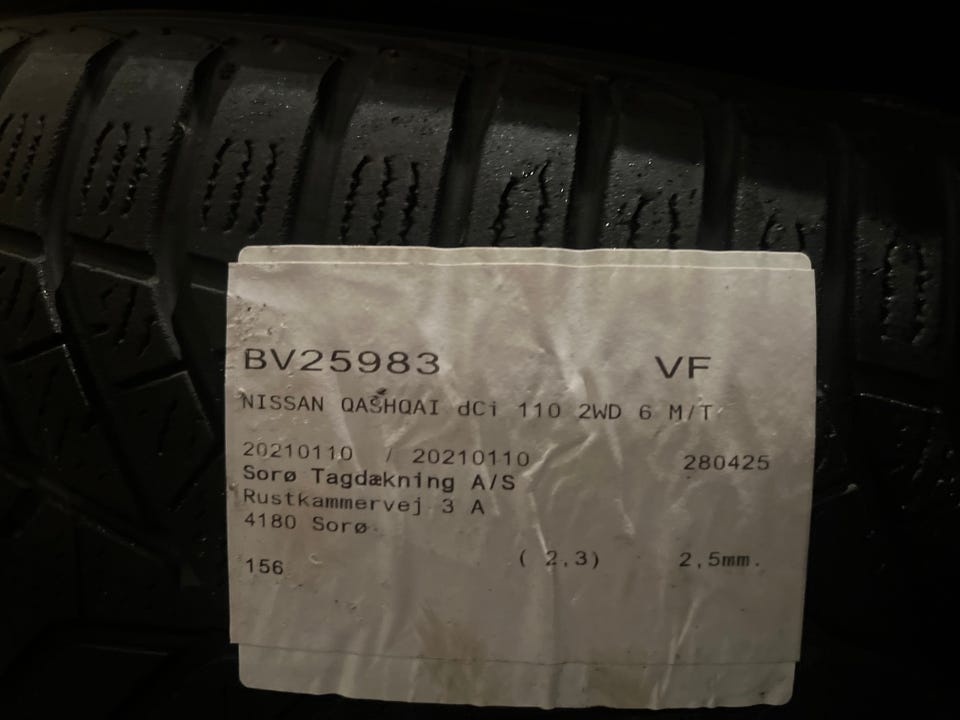 BV25983 VF
NISSAN QASHQAI dCi 110 2WD 6 M/T
20210110 / 20210110 280425
Sorø Tagdækning A/S
Rustkammervej 3 A
4180 Sorø
156 ( 2,3) 2,5mm.